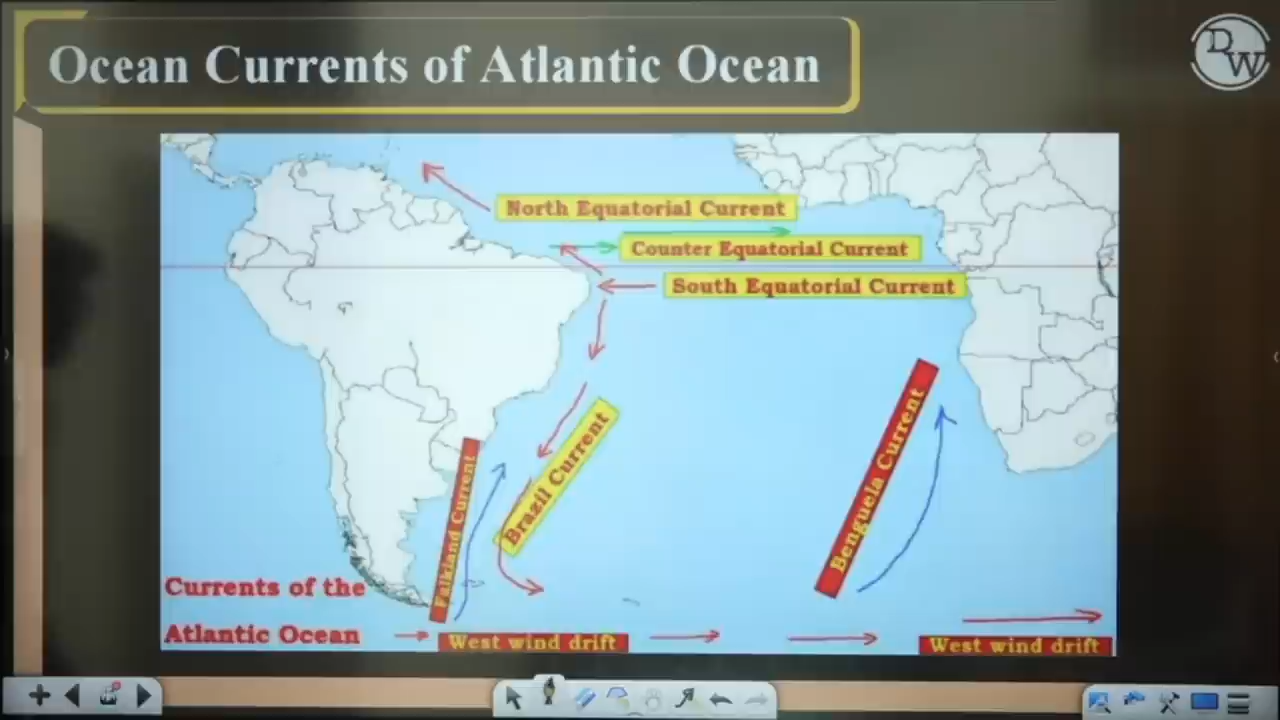 Ocean Currents of Atlantic Ocean
DW
North Equatorial Current
Counter Equatorial Current
South Equatorial Current
Benguela Current
Brazil Current
Falkland Current
Currents of the
Atlantic Ocean
West wind drift
West wind drift